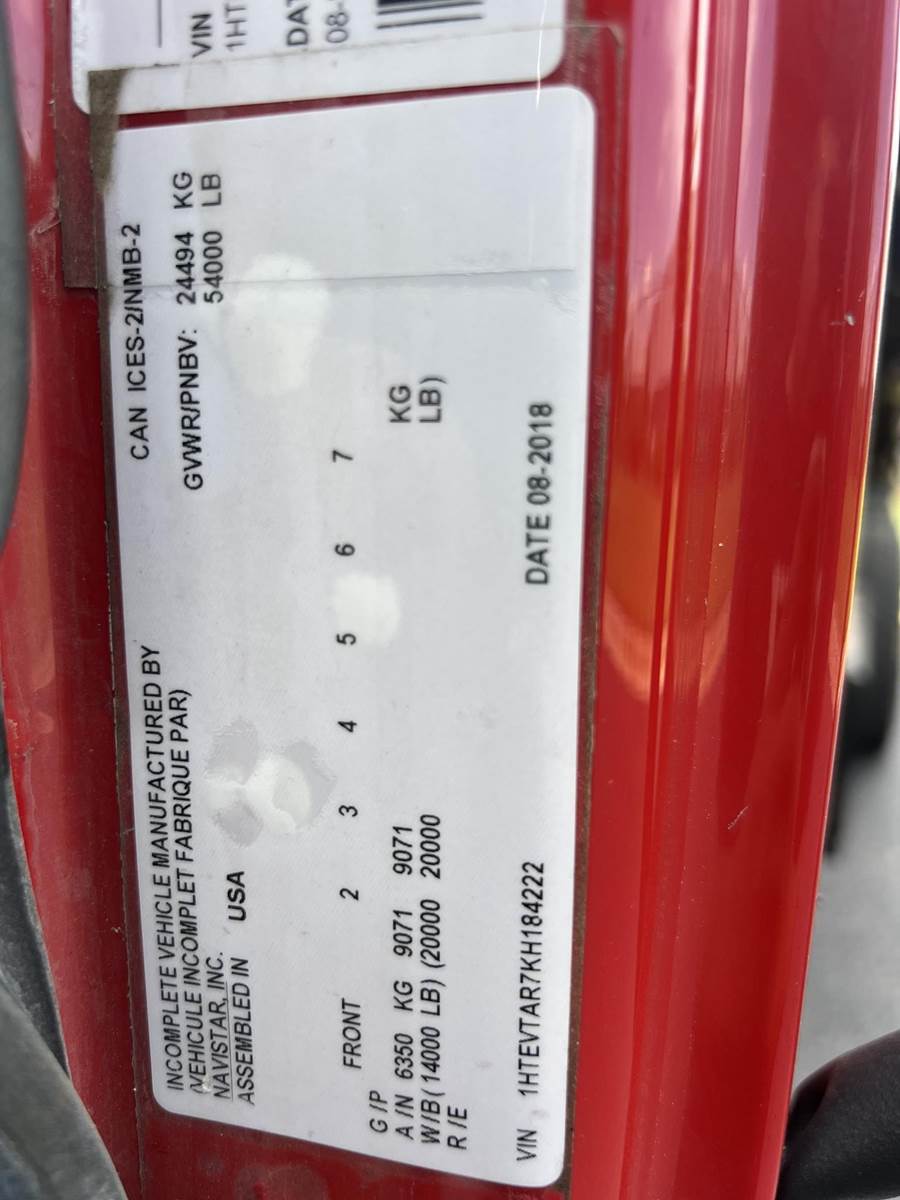 VIN
1HT
DAT
08-
INCOMPLETE VEHICLE MANUFACTURED BY
(VEHICULE INCOMPLET FABRIQUE PAR)
NAVISTAR, INC.
ASSEMBLED IN USA
CAN ICES-2/NMB-2
GVWR/PNBV: 24494 KG
54000 LB
FRONT 2 3 4 5 6 7
G /P
A /N 6350 KG 9071 9071 KG
W/B ( 14000 LB) (20000 20000 LB)
R /E
VIN 1HTEVTAR7KH184222 DATE 08-2018